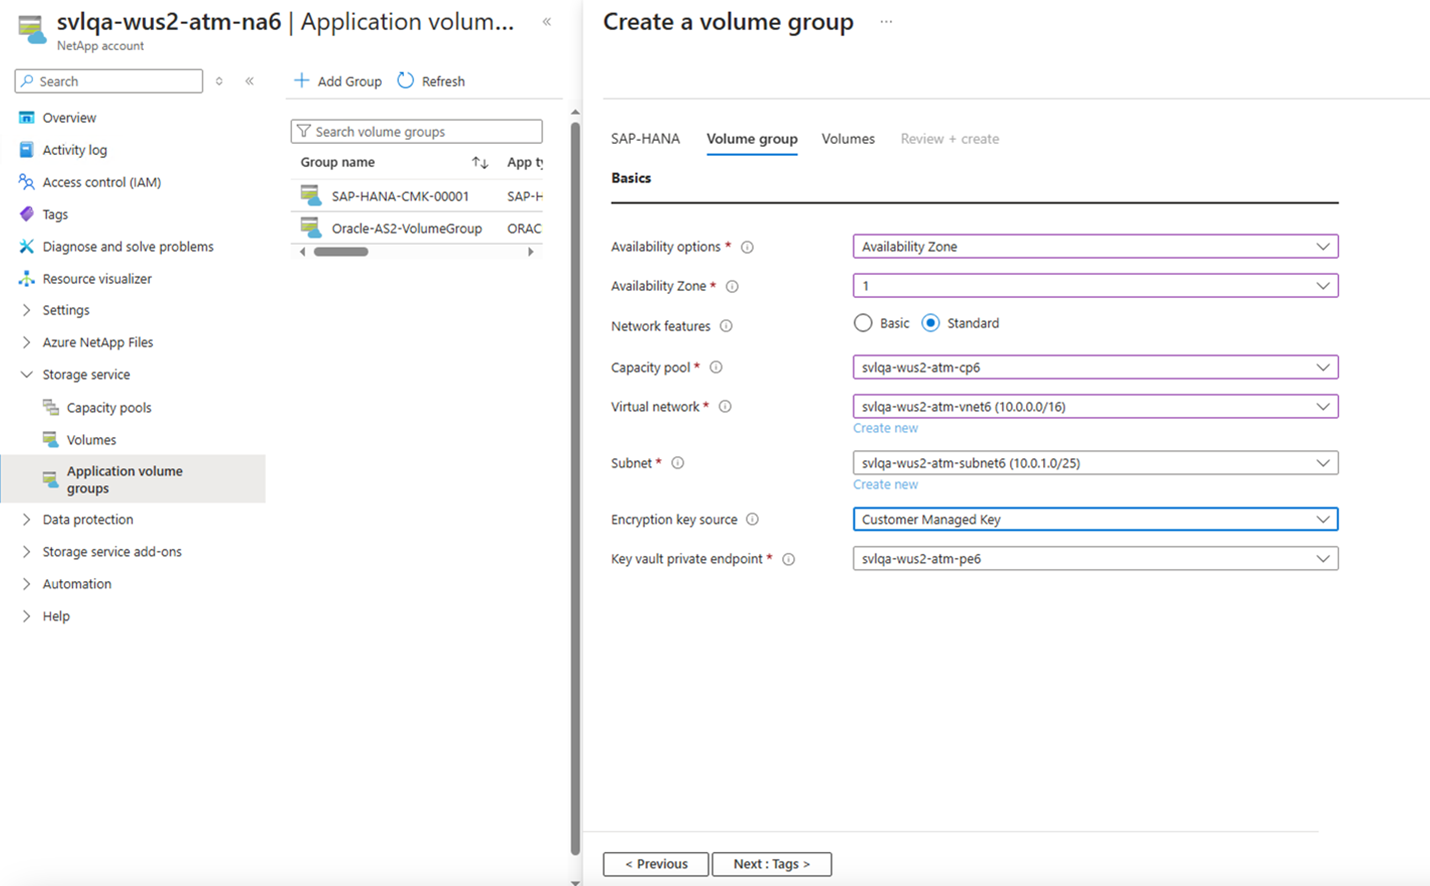 svlqa-wus2-atm-na6 | Application volum...
NetApp account
Search
Overview
Activity log
Access control (IAM)
Tags
Diagnose and solve problems
Resource visualizer
Settings
Azure NetApp Files
Storage service
Capacity pools
Volumes
Application volume
groups
Data protection
Storage service add-ons
Automation
Help
Add Group
Refresh
Search volume groups
Group name App ty
SAP-HANA-CMK-00001 SAP-H
Oracle-AS2-VolumeGroup ORAC
Create a volume group ...
SAP-HANA Volume group Volumes Review + create
Basics
Availability options * Availability Zone
Availability Zone * 1
Network features Basic Standard
Capacity pool * svlqa-wus2-atm-cp6
Virtual network * svlqa-wus2-atm-vnet6 (10.0.0.0/16)
Create new
Subnet * svlqa-wus2-atm-subnet6 (10.0.1.0/25)
Create new
Encryption key source Customer Managed Key
Key vault private endpoint * svlqa-wus2-atm-pe6
< Previous Next : Tags >